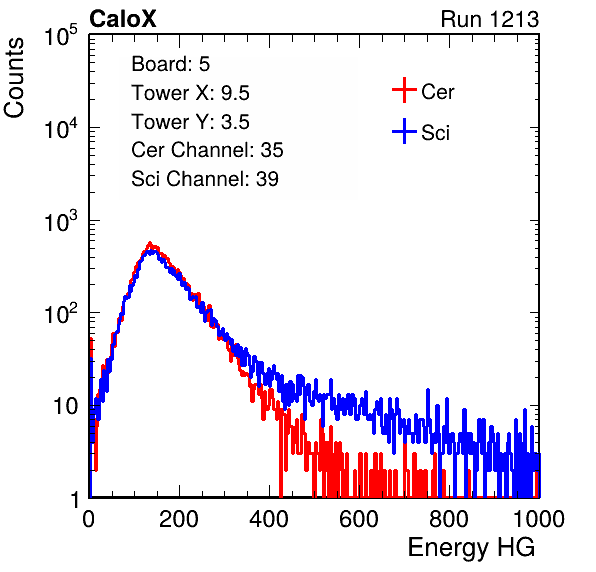 CaloX Run 1213
Counts
10^5
10^4
10^3
10^2
10
1
Board: 5
Tower X: 9.5
Tower Y: 3.5
Cer Channel: 35
Sci Channel: 39
Cer
Sci
0 200 400 600 800 1000
Energy HG